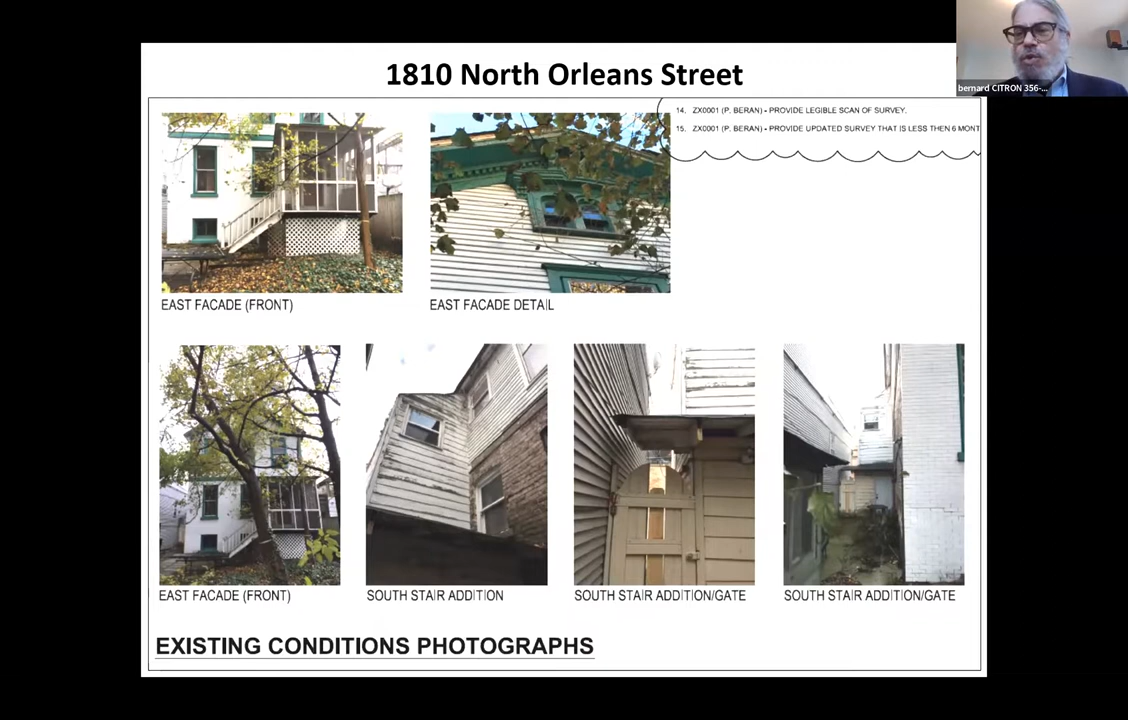 1810 North Orleans Street
bernard CITRON 356-...
14. ZX0001 (P. BERAN) - PROVIDE LEGIBLE SCAN OF SURVEY.
15. ZX0001 (P. BERAN) - PROVIDE UPDATED SURVEY THAT IS LESS THEN 6 MONT
EAST FACADE (FRONT)
EAST FACADE DETAIL
EAST FACADE (FRONT)
SOUTH STAIR ADDITION
SOUTH STAIR ADDITION/GATE
SOUTH STAIR ADDITION/GATE
EXISTING CONDITIONS PHOTOGRAPHS